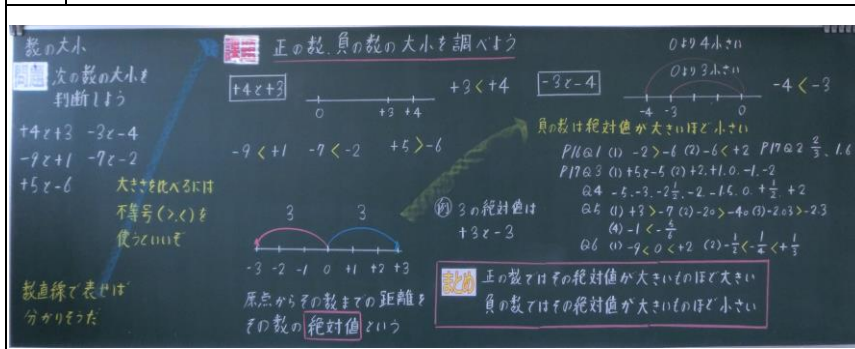 数の大小
問題 次の数の大小を
判断しよう
+4と+3 -3と-4
-9と+1 -7と-2
+5と-6
大きさを比べるには
不等号(>,<)を
使うといいぞ
数直線で表せば
分かりそうだ
課題 正の数、負の数の大小を調べよう
+4と+3
0 +3 +4
+3 < +4
-9 < +1 -7 < -2 +5 > -6
3 3
-3 -2 -1 0 +1 +2 +3
原点からその数までの距離を
その数の絶対値という
例 3の絶対値は
+3と-3
-3と-4
0より4小さい
0より3小さい
-4 -3 0
-4 < -3
負の数は絶対値が大きいほど小さい
P16Q1 (1) -2 > -6 (2) -6 < +2 P17Q2 2/3、1.6
P17Q3 (1) +5と-5 (2) +2、+1、0、-1、-2
Q4 -5、-3、-2 1/2、-2、-1.5、0、+1/2、+2
Q5 (1) +3 > -7 (2) -20 > -40 (3) -2.03 > -2.3
Q6 (1) -9 < 0 < +2 (2) -1/2 < -1/4 < +1/3
まとめ 正の数ではその絶対値が大きいものほど大きい
負の数ではその絶対値が大きいものほど小さい